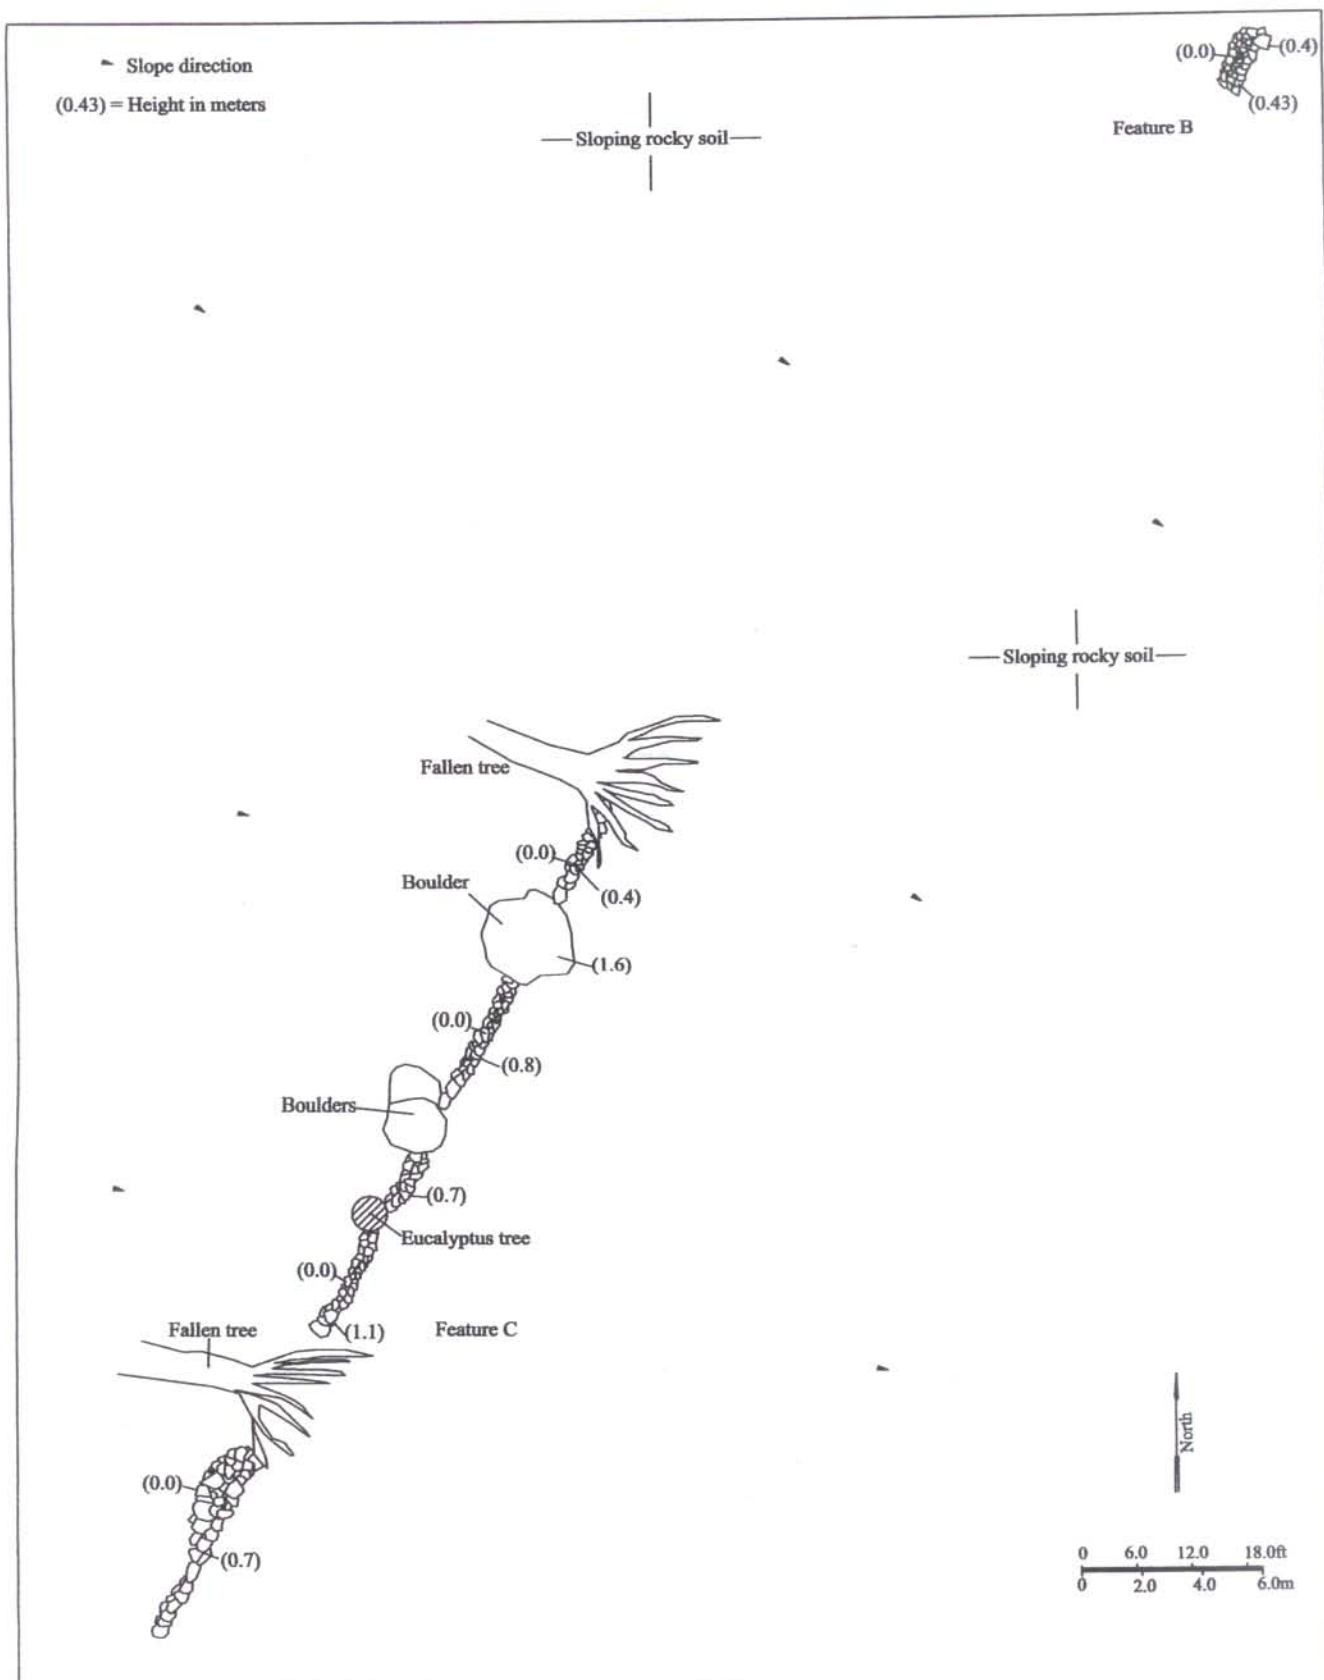 Slope direction
(0.43) = Height in meters
(0.0)
(0.4)
(0.43)
Feature B
Sloping rocky soil
Sloping rocky soil
Fallen tree
(0.0)
Boulder
(0.4)
(1.6)
(0.0)
(0.8)
Boulders
(0.7)
Eucalyptus tree
(0.0)
Fallen tree
(1.1)
Feature C
North
(0.0)
(0.7)
0 6.0 12.0 18.0ft
0 2.0 4.0 6.0m